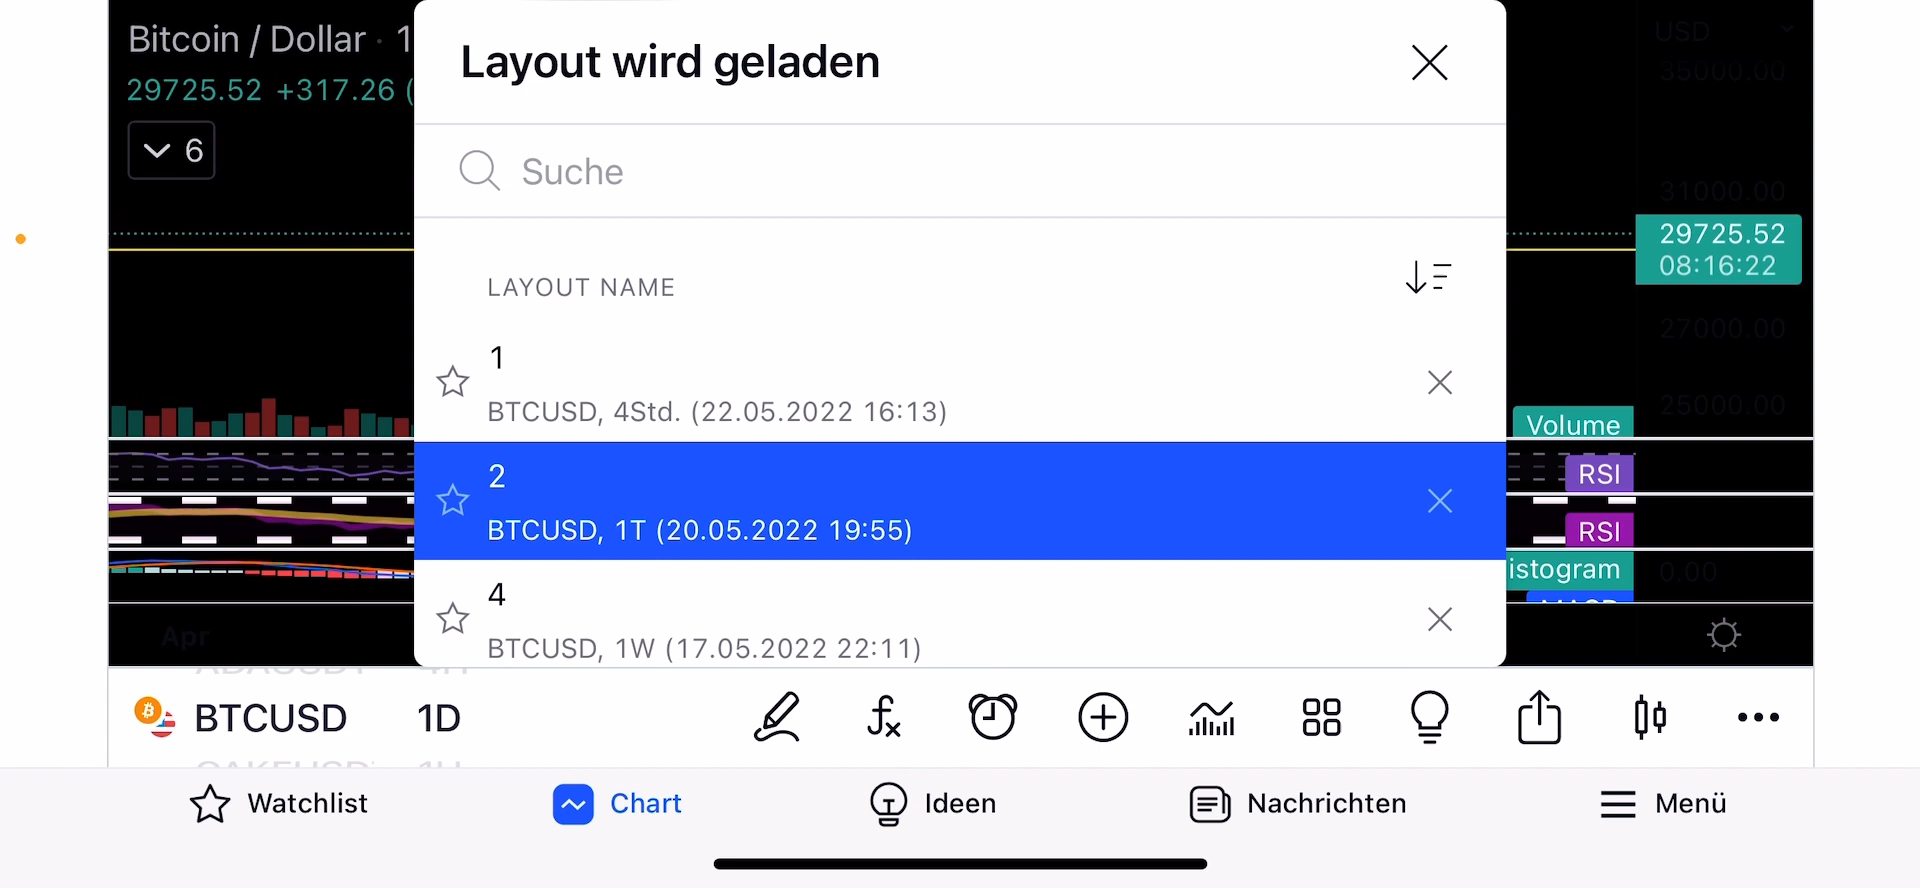 Bitcoin / Dollar · 1
29725.52 +317.26 (
6
Layout wird geladen
Suche
LAYOUT NAME
1
BTCUSD, 4Std. (22.05.2022 16:13)
2
BTCUSD, 1T (20.05.2022 19:55)
4
BTCUSD, 1W (17.05.2022 22:11)
USD
35000.00
31000.00
29725.52
08:16:22
27000.00
25000.00
Volume
RSI
RSI
istogram
0.00
Apr
BTCUSD 1D
Watchlist
Chart
Ideen
Nachrichten
Menü